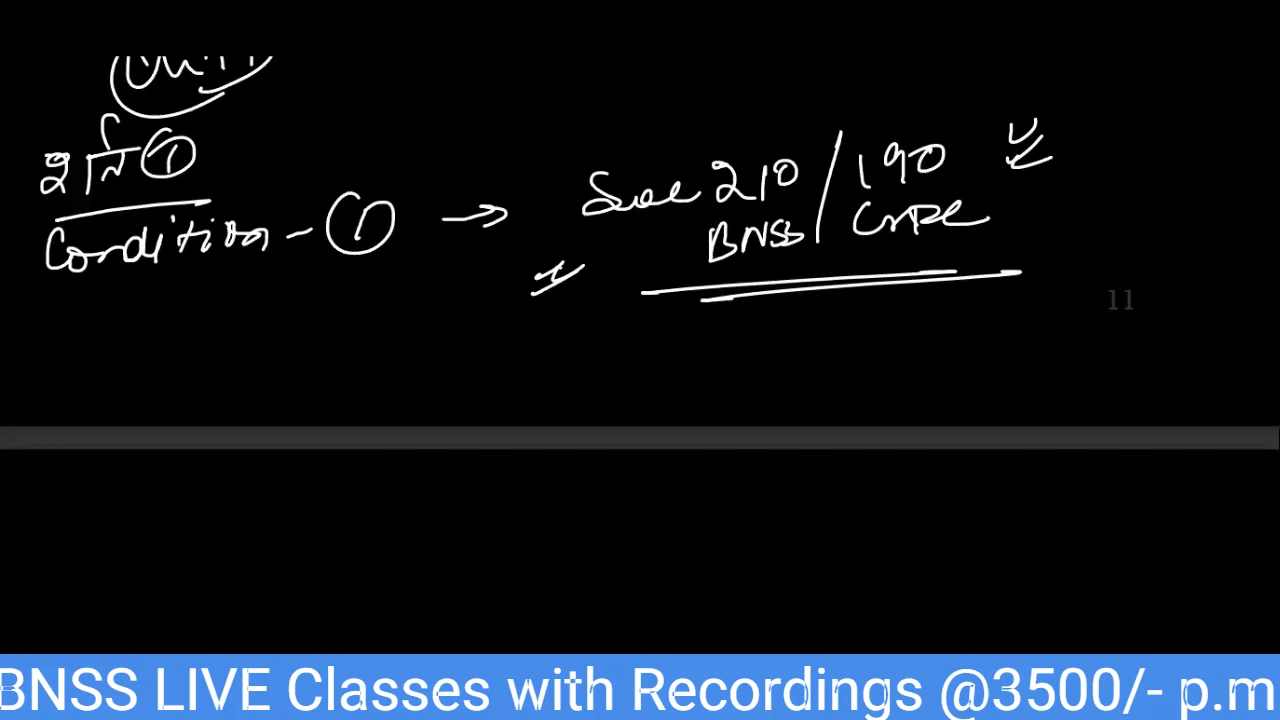 शर्त ①
Condition - ① → Sec 210 / 190
BNSS CrPC
11
BNSS LIVE Classes with Recordings @3500/- p.m